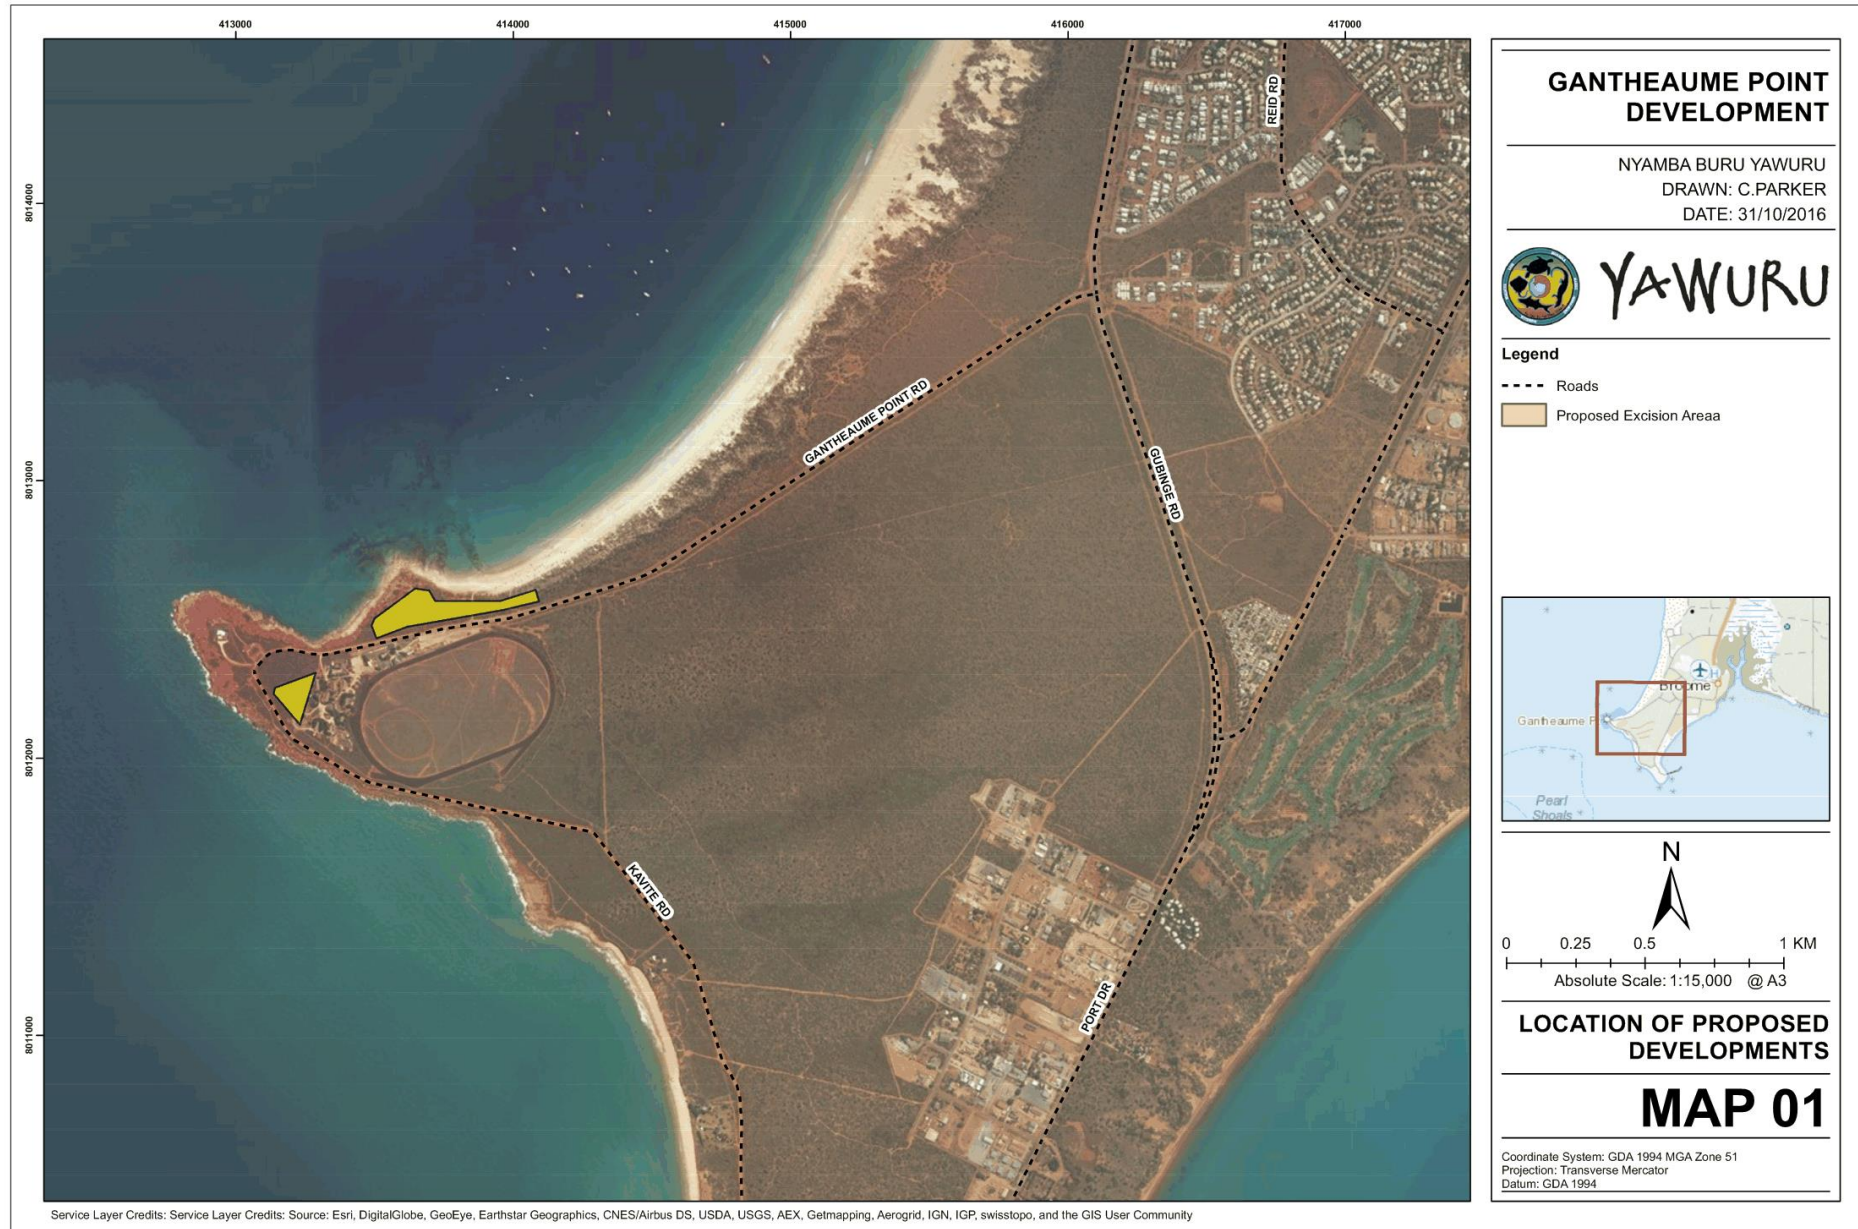 413000
414000
415000
416000
417000
8014000
8013000
8012000
8011000
REID RD
GANTHEAUME POINT RD
GUBINGE RD
KAVITE RD
PORT DR
GANTHEAUME POINT
DEVELOPMENT
NYAMBA BURU YAWURU
DRAWN: C.PARKER
DATE: 31/10/2016
YAWURU
Legend
Roads
Proposed Excision Areaa
Broome
H
Gantheaume P
Pearl
Shoals
N
0 0.25 0.5 1 KM
Absolute Scale: 1:15,000 @ A3
LOCATION OF PROPOSED
DEVELOPMENTS
MAP 01
Coordinate System: GDA 1994 MGA Zone 51
Projection: Transverse Mercator
Datum: GDA 1994
Service Layer Credits: Service Layer Credits: Source: Esri, DigitalGlobe, GeoEye, Earthstar Geographics, CNES/Airbus DS, USDA, USGS, AEX, Getmapping, Aerogrid, IGN, IGP, swisstopo, and the GIS User Community